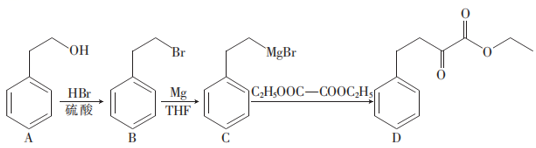 OH
HBr
硫酸
A
Br
Mg
THF
B
MgBr
C
C₂H₅OOC—COOC₂H₅
O
O
O
D